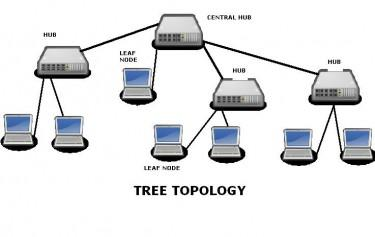 CENTRAL HUB
HUB
LEAF
NODE
HUB
HUB
LEAF NODE
TREE TOPOLOGY